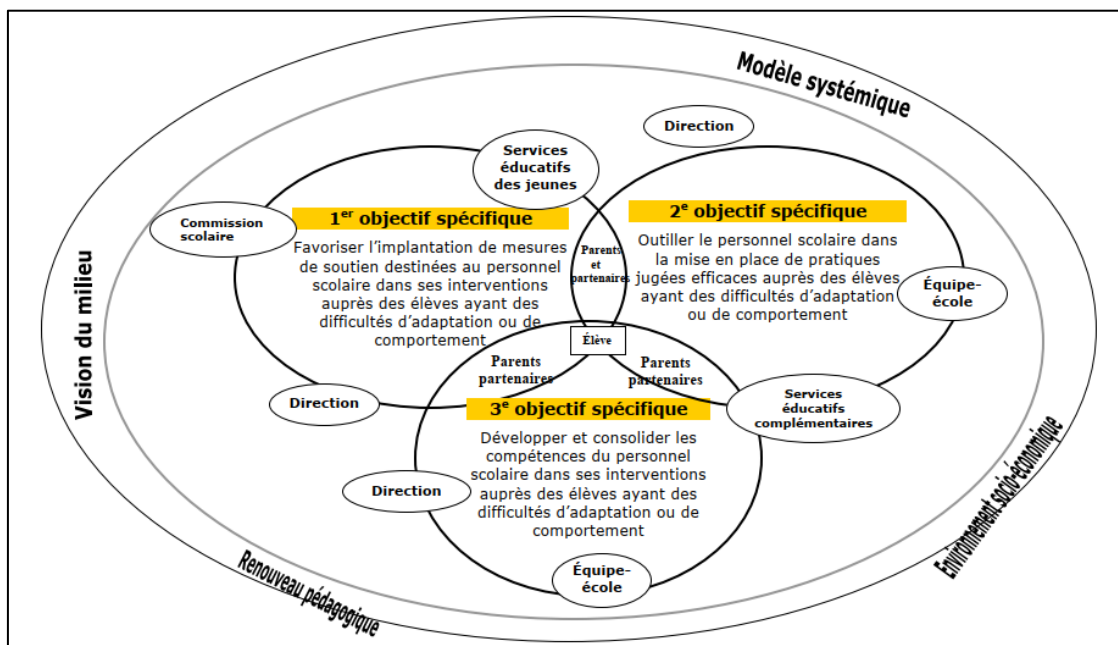 Modèle systémique
Direction
Services
éducatifs
des jeunes
Commission
scolaire
1er objectif spécifique
Favoriser l’implantation de mesures
de soutien destinées au personnel
scolaire dans ses interventions
auprès des élèves ayant des
difficultés d’adaptation ou de
comportement
Parents
et
partenaires
2e objectif spécifique
Outiller le personnel scolaire dans
la mise en place de pratiques
jugées efficaces auprès des élèves
ayant des difficultés d’adaptation
ou de comportement
Équipe-
école
Vision du milieu
Élève
Parents
partenaires
Parents
partenaires
Direction
Services
éducatifs
complémentaires
3e objectif spécifique
Développer et consolider les
compétences du personnel
scolaire dans ses interventions
auprès des élèves ayant des
difficultés d’adaptation ou de
comportement
Direction
Équipe-
école
Renouveau pédagogique
Environnement socio-économique